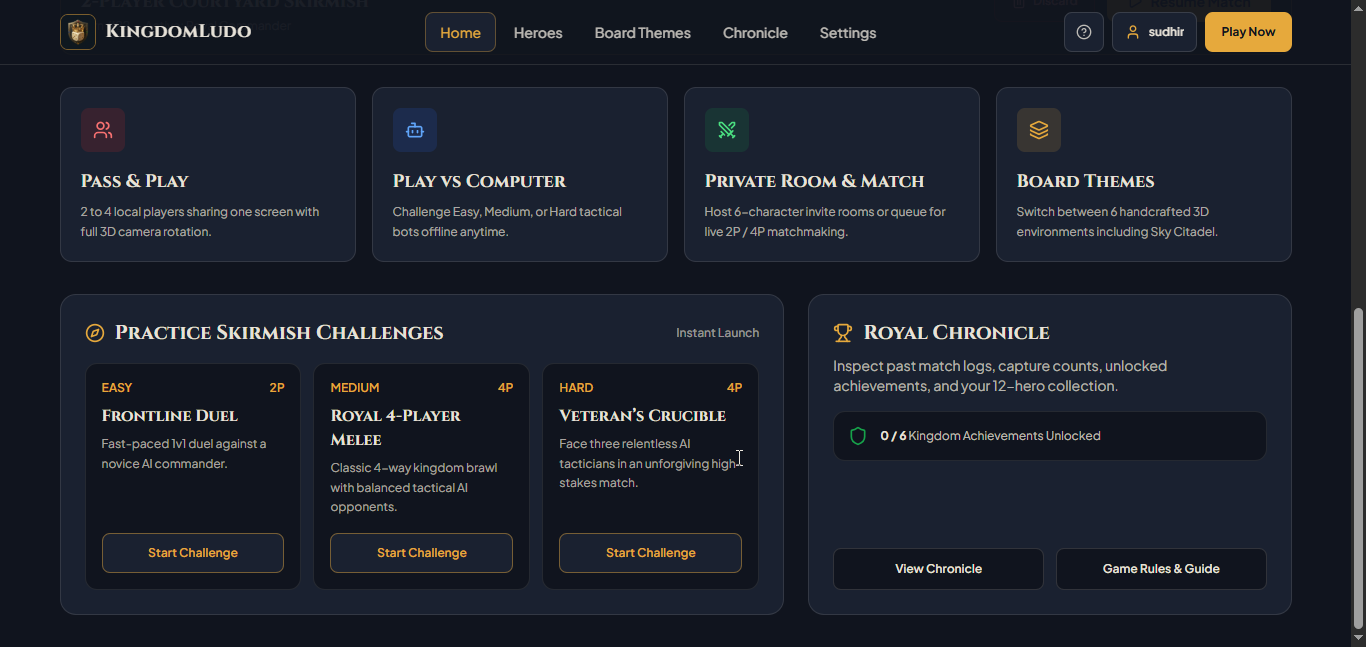 2-PLAYER COURTYARD SKIRMISH
Discard
Resume Match
KINGDOMLUDO
Home
Heroes
Board Themes
Chronicle
Settings
sudhir
Play Now
PASS & PLAY
2 to 4 local players sharing one screen with
full 3D camera rotation.
PLAY VS COMPUTER
Challenge Easy, Medium, or Hard tactical
bots offline anytime.
PRIVATE ROOM & MATCH
Host 6-character invite rooms or queue for
live 2P / 4P matchmaking.
BOARD THEMES
Switch between 6 handcrafted 3D
environments including Sky Citadel.
PRACTICE SKIRMISH CHALLENGES
Instant Launch
EASY 2P
FRONTLINE DUEL
Fast-paced 1v1 duel against a
novice AI commander.
Start Challenge
MEDIUM 4P
ROYAL 4-PLAYER
MELEE
Classic 4-way kingdom brawl
with balanced tactical AI
opponents.
Start Challenge
HARD 4P
VETERAN'S CRUCIBLE
Face three relentless AI
tacticians in an unforgiving high-
stakes match.
Start Challenge
ROYAL CHRONICLE
Inspect past match logs, capture counts, unlocked
achievements, and your 12-hero collection.
0 / 6 Kingdom Achievements Unlocked
View Chronicle
Game Rules & Guide